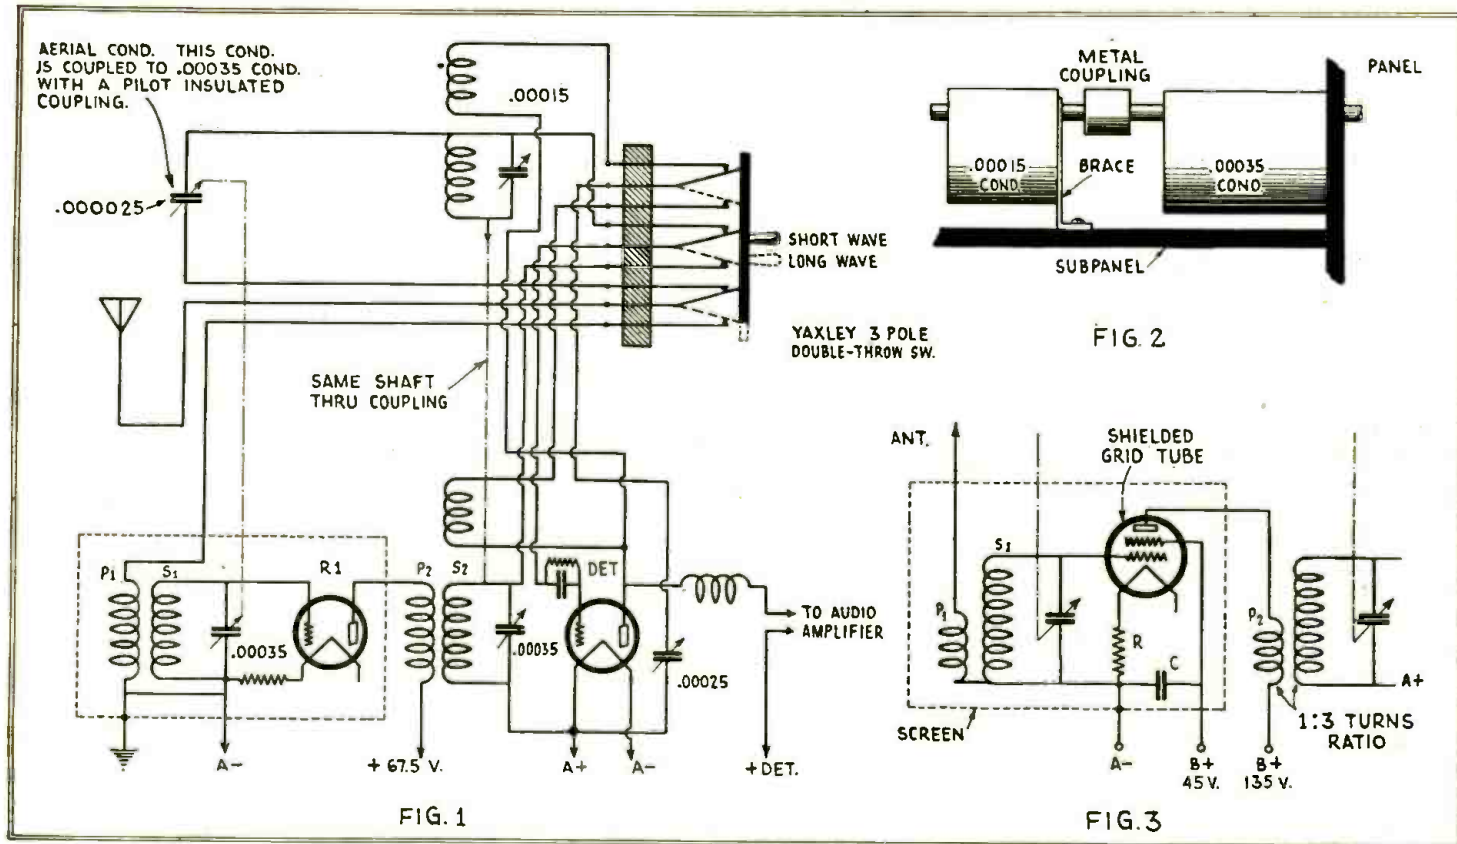 AERIAL COND. THIS COND.
IS COUPLED TO .00035 COND.
WITH A PILOT INSULATED
COUPLING.
.00015
.000025
SHORT WAVE
LONG WAVE
YAXLEY 3 POLE
DOUBLE-THROW SW.
SAME SHAFT
THRU COUPLING
P1
S1
R1
.00035
P2
S2
DET
.00035
.00025
TO AUDIO
AMPLIFIER
A-
+ 67.5 V.
A+
A-
+DET.
FIG. 1
METAL
COUPLING
PANEL
.00015
COND.
BRACE
.00035
COND
SUBPANEL
FIG. 2
ANT.
SHIELDED
GRID TUBE
S1
P1
R
C
P2
SCREEN
A+
1:3 TURNS
RATIO
A-
B+
45 V.
B+
135 V.
FIG. 3